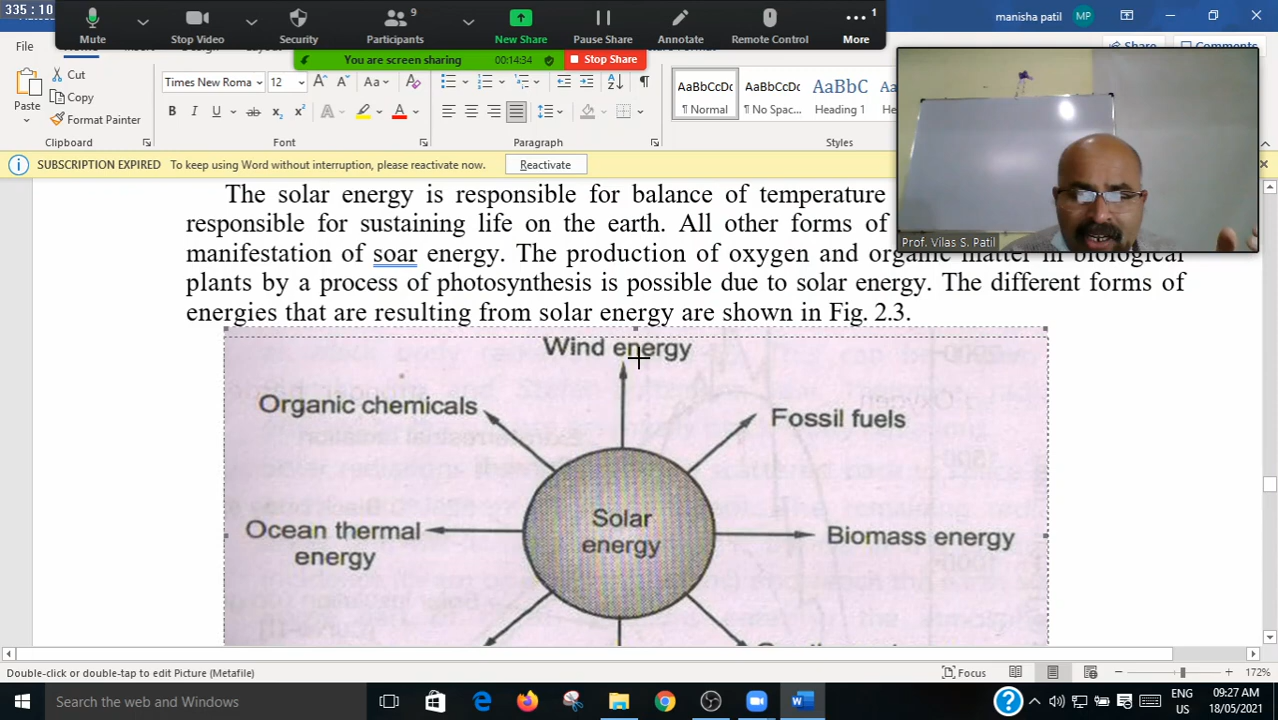 335 : 10
Mute
Stop Video
Security
9
Participants
New Share
Pause Share
Annotate
Remote Control
1
More
manisha patil
MP
You are screen sharing
00:14:34
Stop Share
File
Share
Comments
Paste
Cut
Copy
Format Painter
Times New Roma
12
Aa
B I U ab x₂ x²
A
A
AaBbCcDc
¶ Normal
AaBbCcDc
¶ No Spac...
AaBbC
Heading 1
Clipboard
Font
Paragraph
Styles
SUBSCRIPTION EXPIRED To keep using Word without interruption, please reactivate now.
Reactivate
Prof. Vilas S. Patil
The solar energy is responsible for balance of temperature
responsible for sustaining life on the earth. All other forms of
manifestation of soar energy. The production of oxygen and organic matter in biological
plants by a process of photosynthesis is possible due to solar energy. The different forms of
energies that are resulting from solar energy are shown in Fig. 2.3.
Wind energy
Organic chemicals
Fossil fuels
Solar
energy
Ocean thermal
energy
Biomass energy
Double-click or double-tap to edit Picture (Metafile)
Focus
172%
Search the web and Windows
ENG
US
09:27 AM
18/05/2021